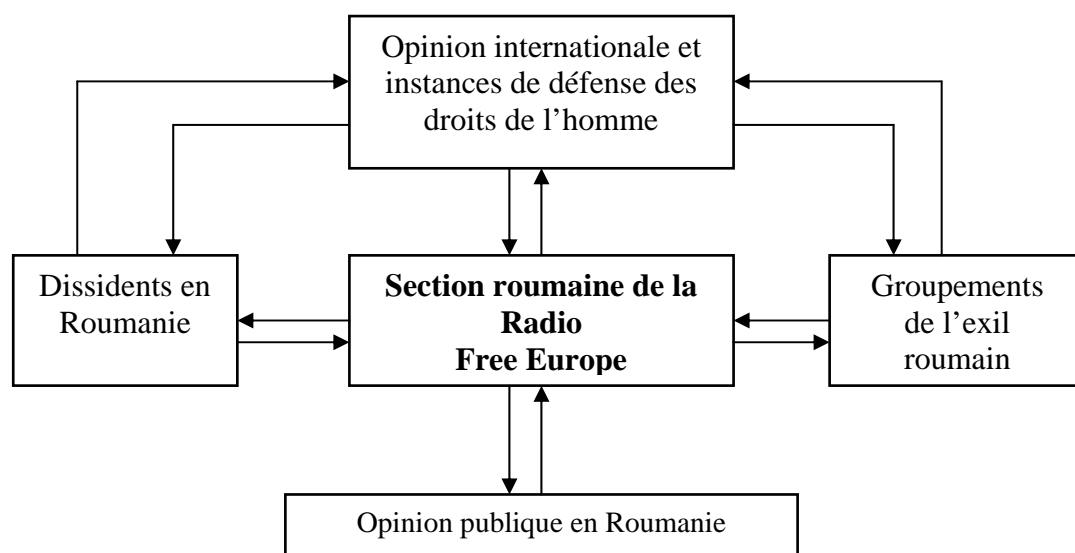 Opinion internationale et
instances de défense des
droits de l’homme
Dissidents en
Roumanie
Section roumaine de la
Radio
Free Europe
Groupements
de l’exil
roumain
Opinion publique en Roumanie